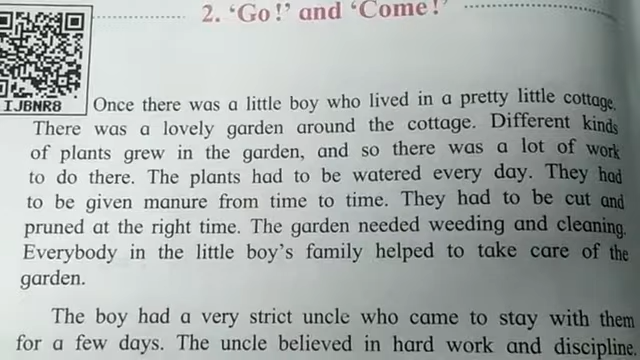 2. ‘Go!’ and ‘Come!’
IJBNR8
Once there was a little boy who lived in a pretty little cottage.
There was a lovely garden around the cottage. Different kinds
of plants grew in the garden, and so there was a lot of work
to do there. The plants had to be watered every day. They had
to be given manure from time to time. They had to be cut and
pruned at the right time. The garden needed weeding and cleaning.
Everybody in the little boy’s family helped to take care of the
garden.
The boy had a very strict uncle who came to stay with them
for a few days. The uncle believed in hard work and discipline.